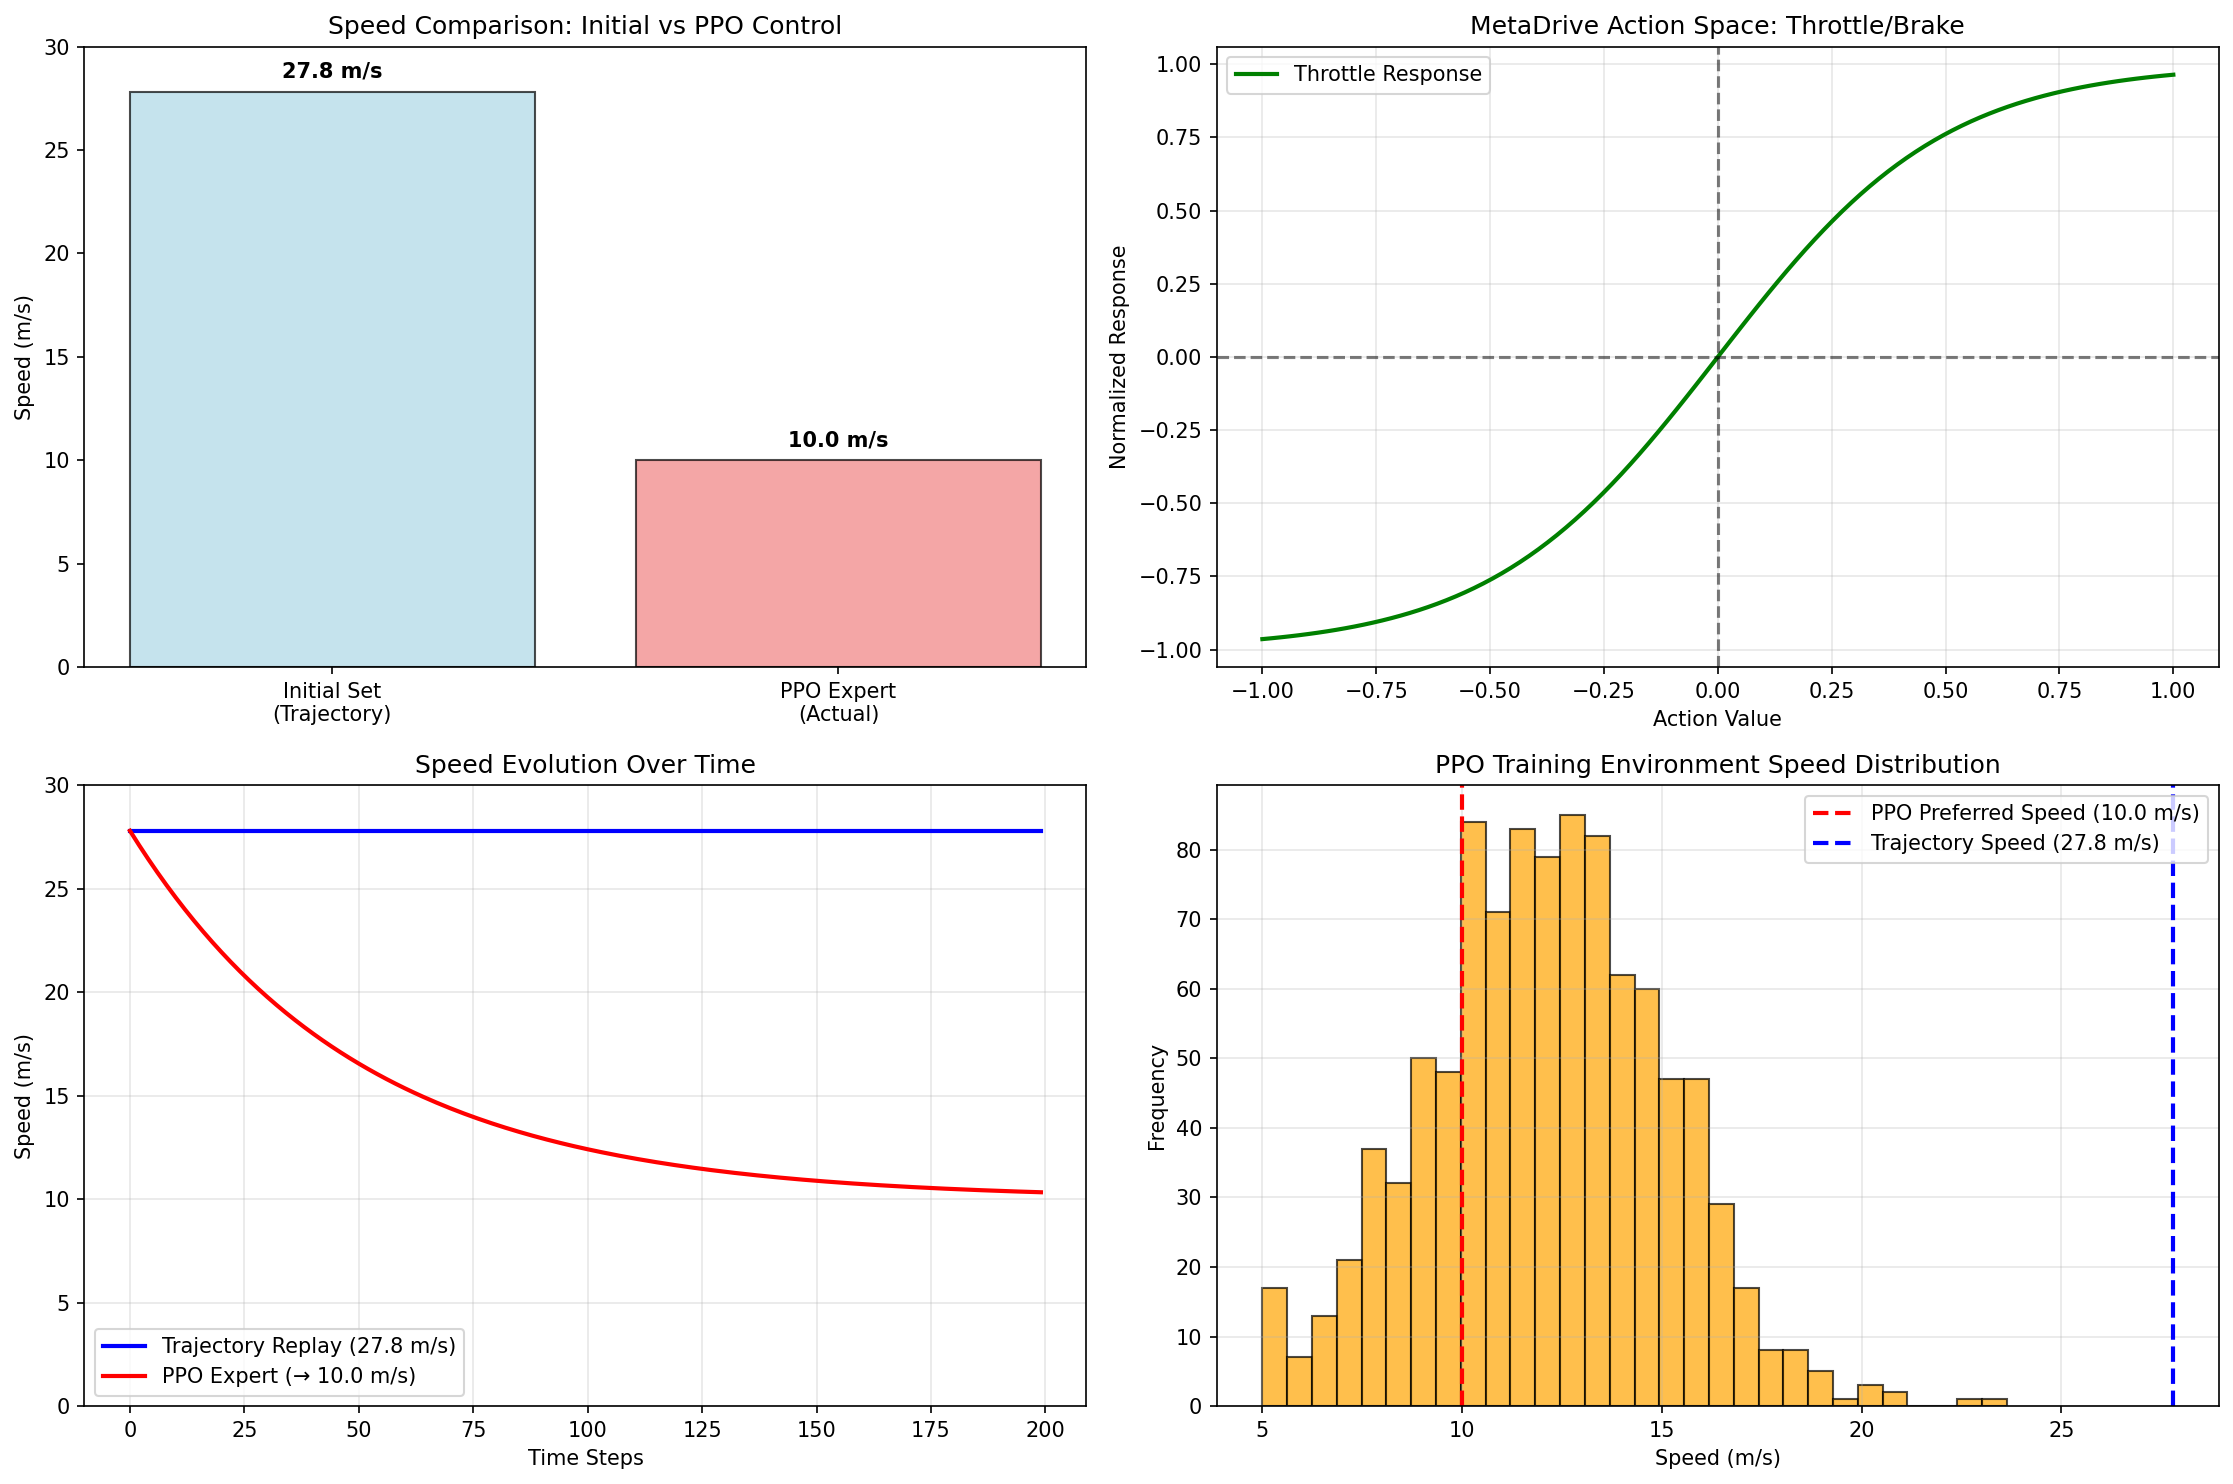 Speed Comparison: Initial vs PPO Control
Speed (m/s)
30
25
20
15
10
5
0
27.8 m/s
10.0 m/s
Initial Set
(Trajectory)
PPO Expert
(Actual)
MetaDrive Action Space: Throttle/Brake
Normalized Response
1.00
0.75
0.50
0.25
0.00
−0.25
−0.50
−0.75
−1.00
Throttle Response
−1.00 −0.75 −0.50 −0.25 0.00 0.25 0.50 0.75 1.00
Action Value
Speed Evolution Over Time
Speed (m/s)
30
25
20
15
10
5
0
Trajectory Replay (27.8 m/s)
PPO Expert (→ 10.0 m/s)
0 25 50 75 100 125 150 175 200
Time Steps
PPO Training Environment Speed Distribution
Frequency
80
70
60
50
40
30
20
10
0
PPO Preferred Speed (10.0 m/s)
Trajectory Speed (27.8 m/s)
5 10 15 20 25
Speed (m/s)